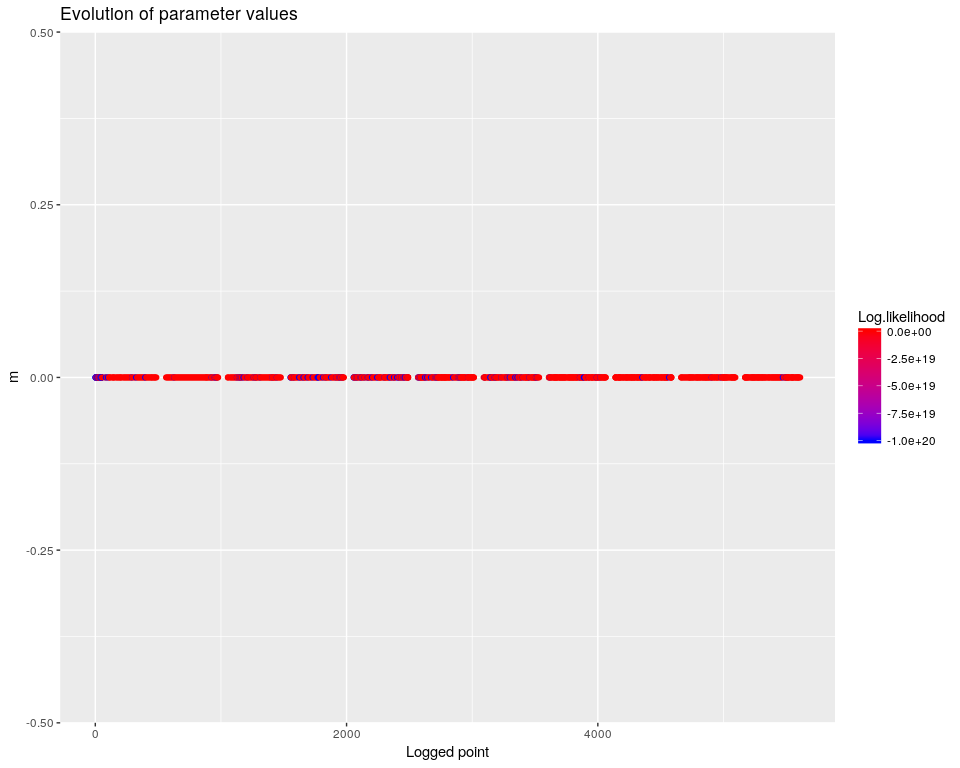 Evolution of parameter values
0.50
0.25
0.00
-0.25
-0.50
m
0
2000
4000
Logged point
Log.likelihood
0.0e+00
-2.5e+19
-5.0e+19
-7.5e+19
-1.0e+20